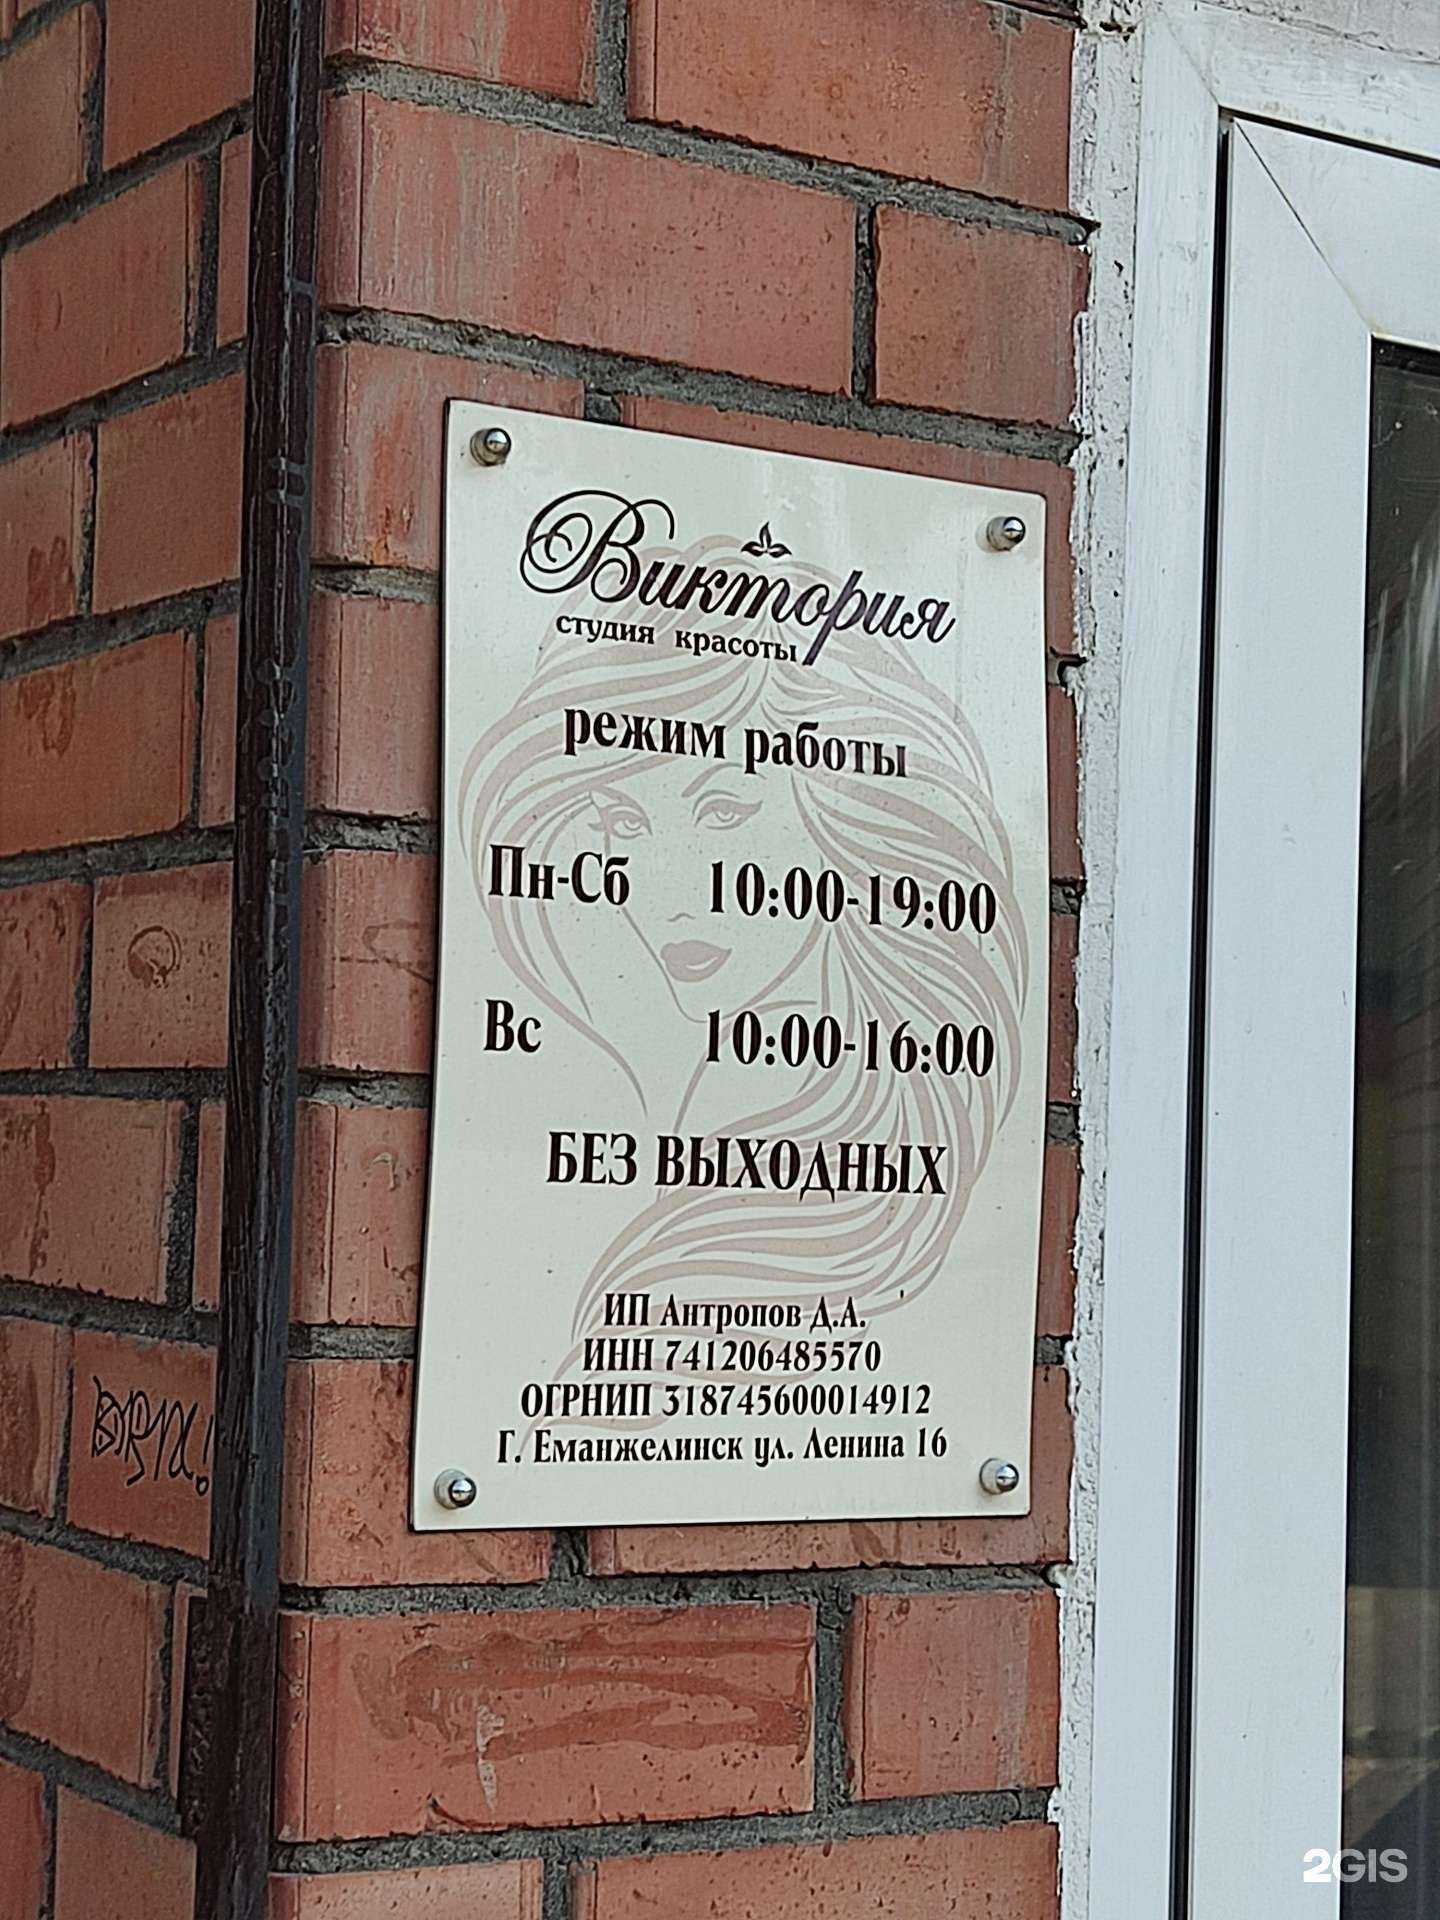 Виктория
студия красоты
режим работы
Пн-Сб 10:00-19:00
Вс 10:00-16:00
БЕЗ ВЫХОДНЫХ
ИП Антропов Д.А.
ИНН 741206485570
ОГРНИП 318745600014912
Г. Еманжелинск ул. Ленина 16
2GIS